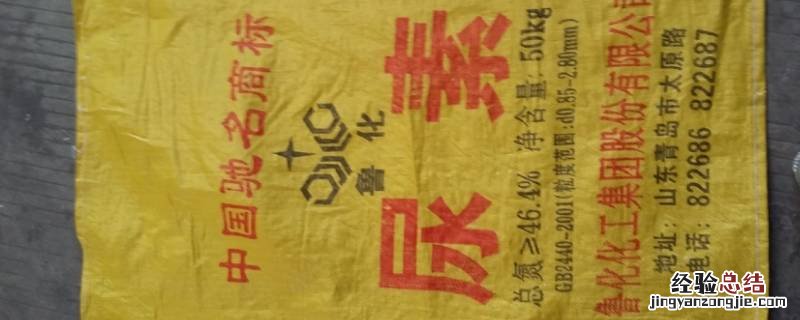 中国驰名商标
鲁化
尿素
总氮≥46.4% 净含量:50kg
GB2440-2001(粒度范围:d0.85-2.80mm)
鲁化化工集团股份有限公司
地址: 山东青岛市太原路
电话: 822686 822687
经验总结
jingyanzongjie.com